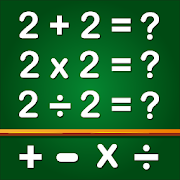 2 + 2 = ?
2 x 2 = ?
2 ÷ 2 = ?
+ - x ÷